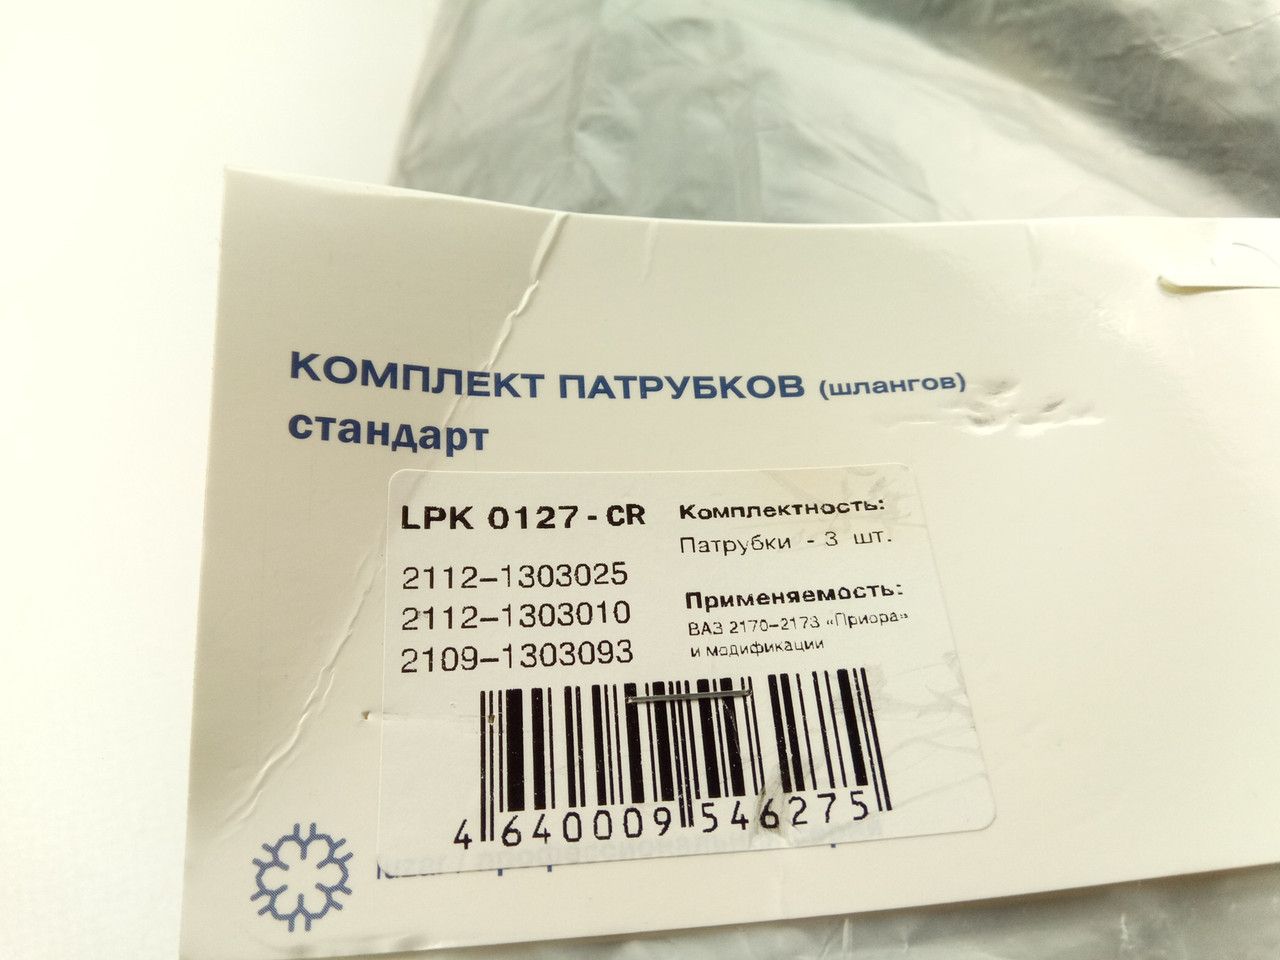 КОМПЛЕКТ ПАТРУБКОВ (шлангов)
стандарт
LPK 0127 - CR
2112–1303025
2112–1303010
2109–1303093
Комплектность:
Патрубки - 3 шт.
Применяемость:
ВАЗ 2170–2173 «Приора»
и модификации
4 640009 546275
luzar